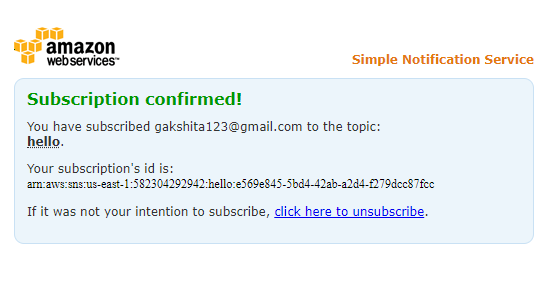 amazon
web services™
Simple Notification Service
Subscription confirmed!
You have subscribed gakshita123@gmail.com to the topic:
hello.
Your subscription's id is:
arn:aws:sns:us-east-1:582304292942:hello:e569e845-5bd4-42ab-a2d4-f279dcc87fcc
If it was not your intention to subscribe, click here to unsubscribe.